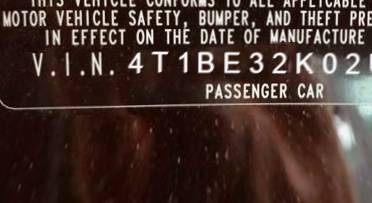 THIS VEHICLE CONFORMS TO ALL APPLICABLE
MOTOR VEHICLE SAFETY, BUMPER, AND THEFT PRE
IN EFFECT ON THE DATE OF MANUFACTURE
V.I.N. 4T1BE32K02
PASSENGER CAR